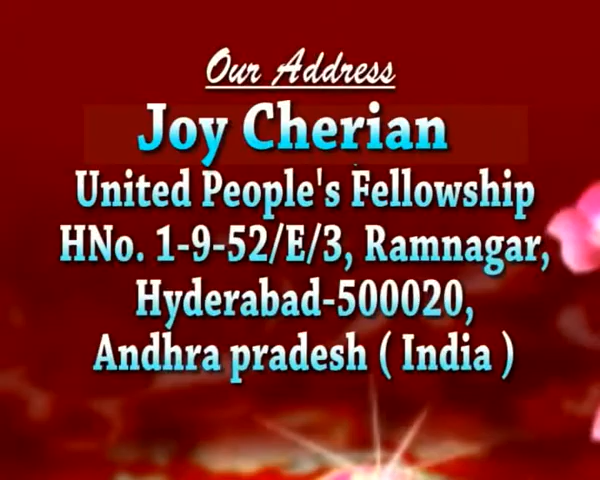 Our Address
Joy Cherian
United People's Fellowship
HNo. 1-9-52/E/3, Ramnagar,
Hyderabad-500020,
Andhra pradesh ( India )